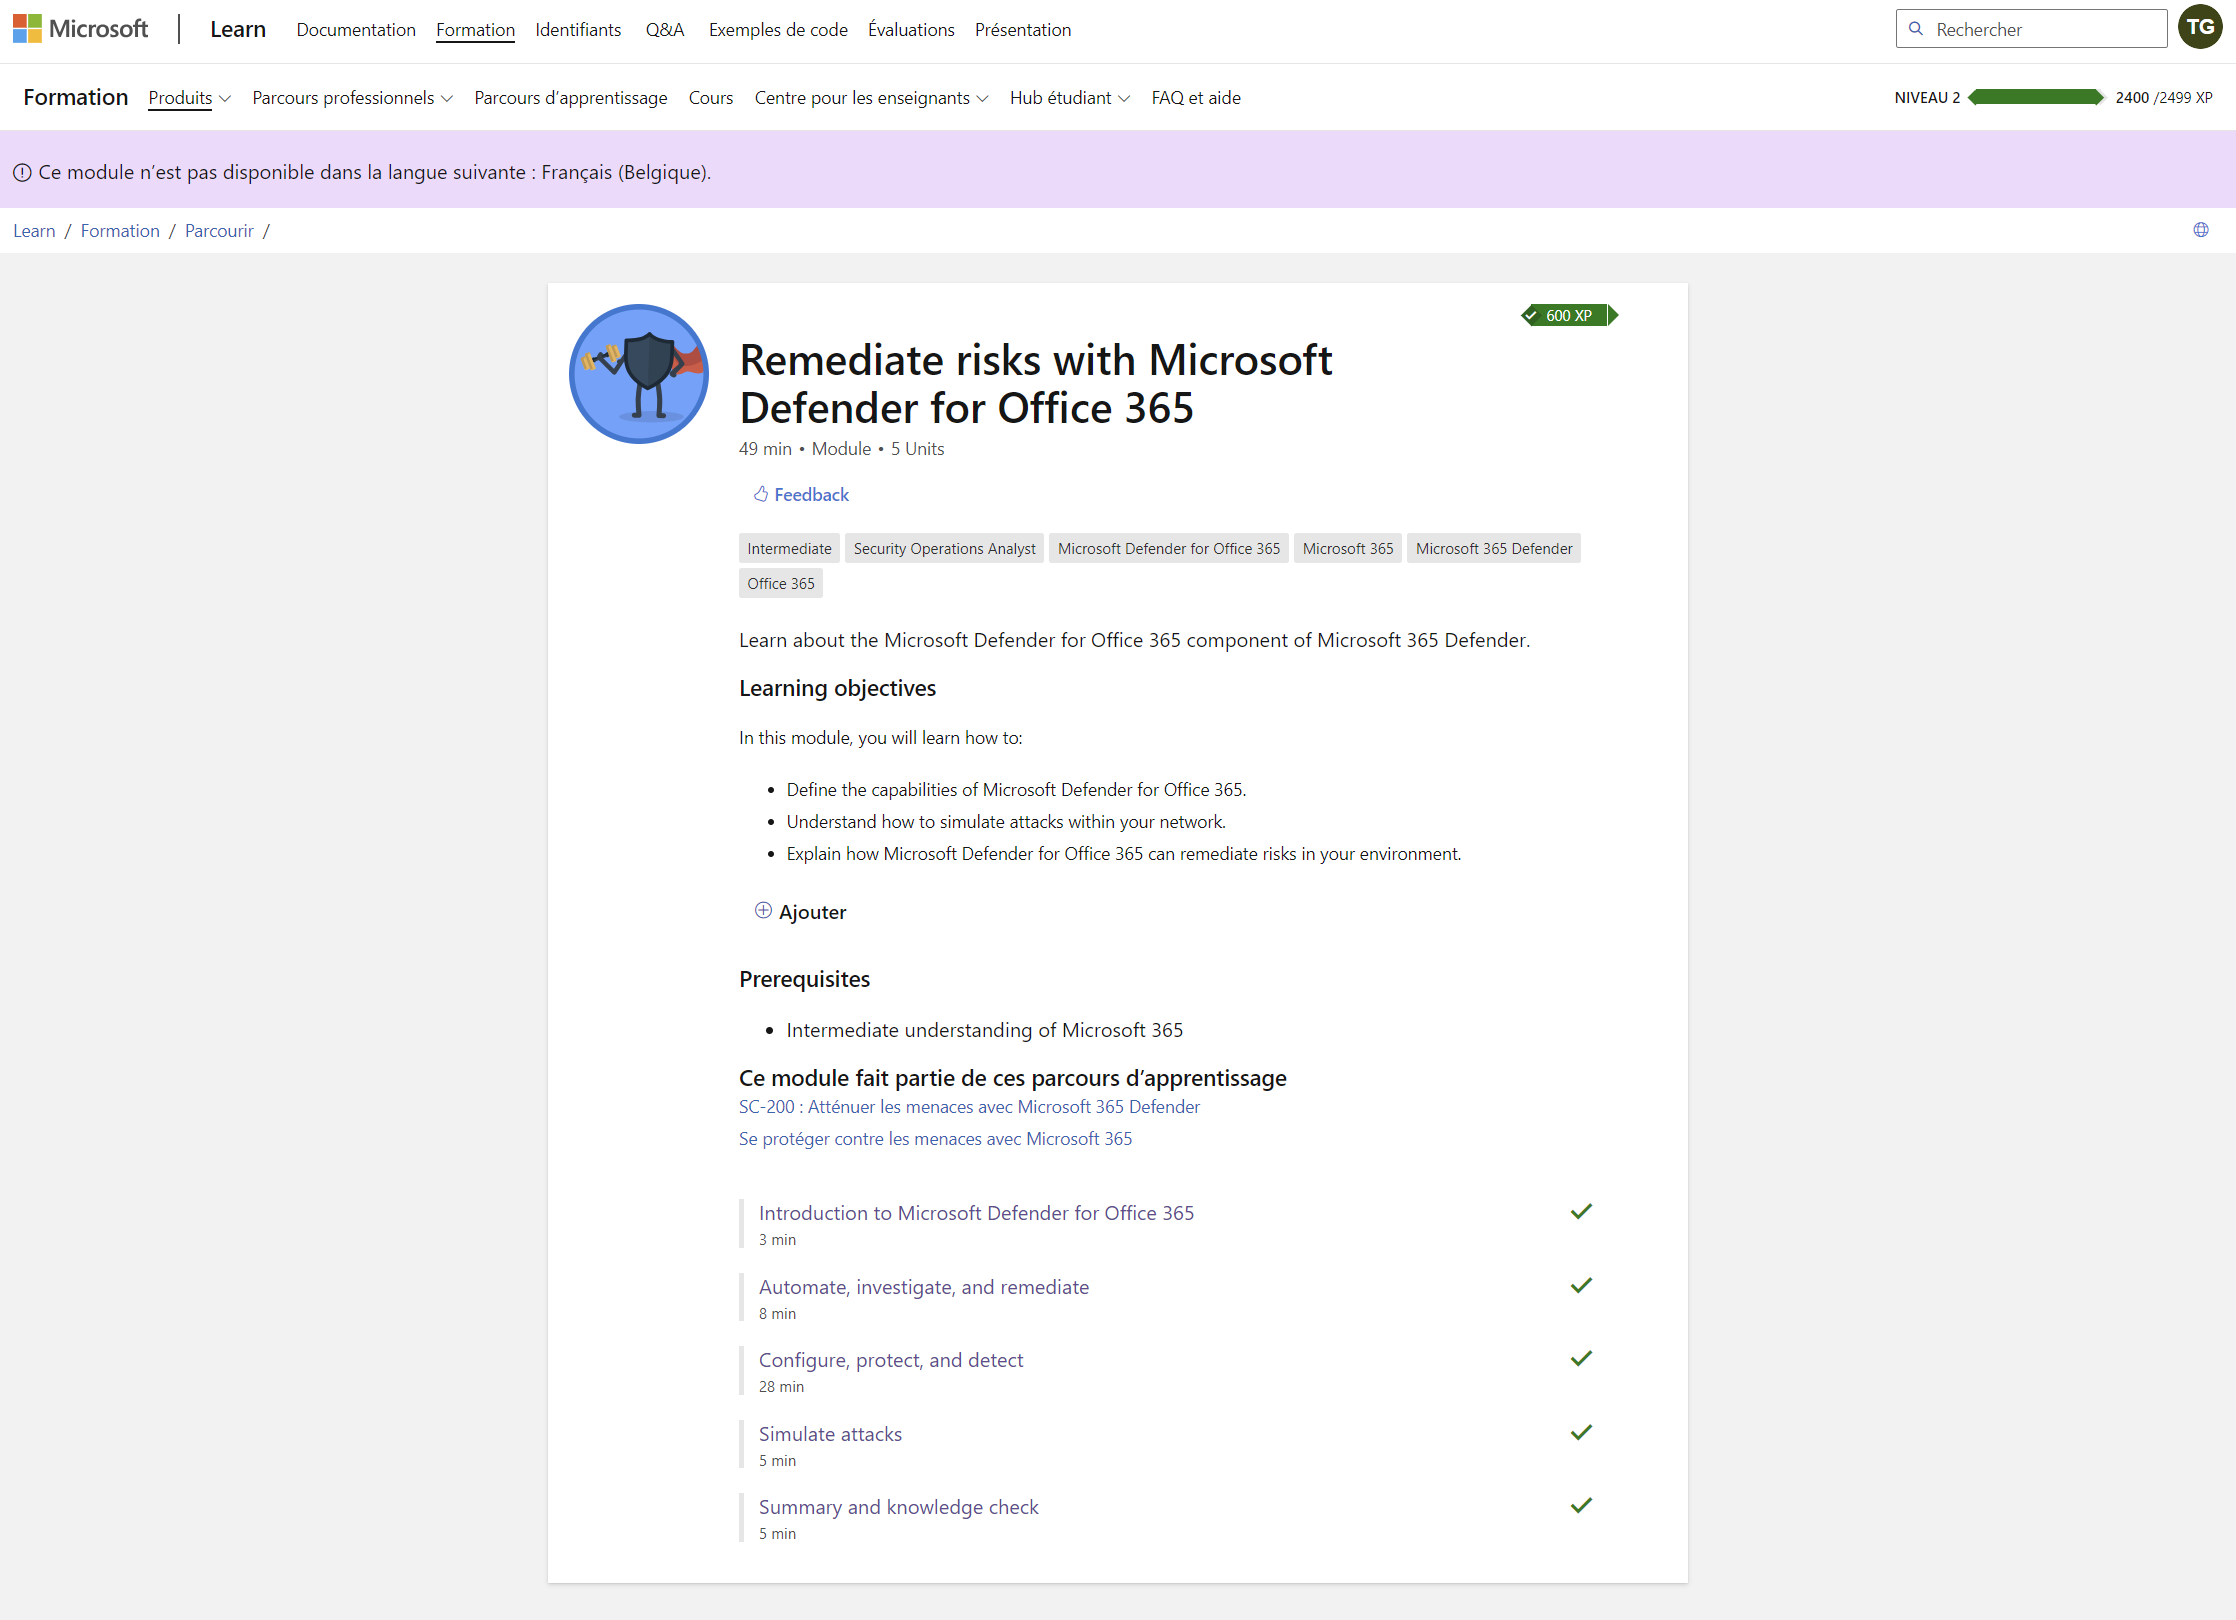 Microsoft Learn Documentation Formation Identifiants Q&A Exemples de code Évaluations Présentation Rechercher TG
Formation Produits Parcours professionnels Parcours d’apprentissage Cours Centre pour les enseignants Hub étudiant FAQ et aide NIVEAU 2 2400 /2499 XP
Ce module n’est pas disponible dans la langue suivante : Français (Belgique).
Learn / Formation / Parcourir /
600 XP
Remediate risks with Microsoft
Defender for Office 365
49 min • Module • 5 Units
Feedback
Intermediate Security Operations Analyst Microsoft Defender for Office 365 Microsoft 365 Microsoft 365 Defender
Office 365
Learn about the Microsoft Defender for Office 365 component of Microsoft 365 Defender.
Learning objectives
In this module, you will learn how to:
• Define the capabilities of Microsoft Defender for Office 365.
• Understand how to simulate attacks within your network.
• Explain how Microsoft Defender for Office 365 can remediate risks in your environment.
Ajouter
Prerequisites
• Intermediate understanding of Microsoft 365
Ce module fait partie de ces parcours d’apprentissage
SC-200 : Atténuer les menaces avec Microsoft 365 Defender
Se protéger contre les menaces avec Microsoft 365
Introduction to Microsoft Defender for Office 365
3 min
Automate, investigate, and remediate
8 min
Configure, protect, and detect
28 min
Simulate attacks
5 min
Summary and knowledge check
5 min